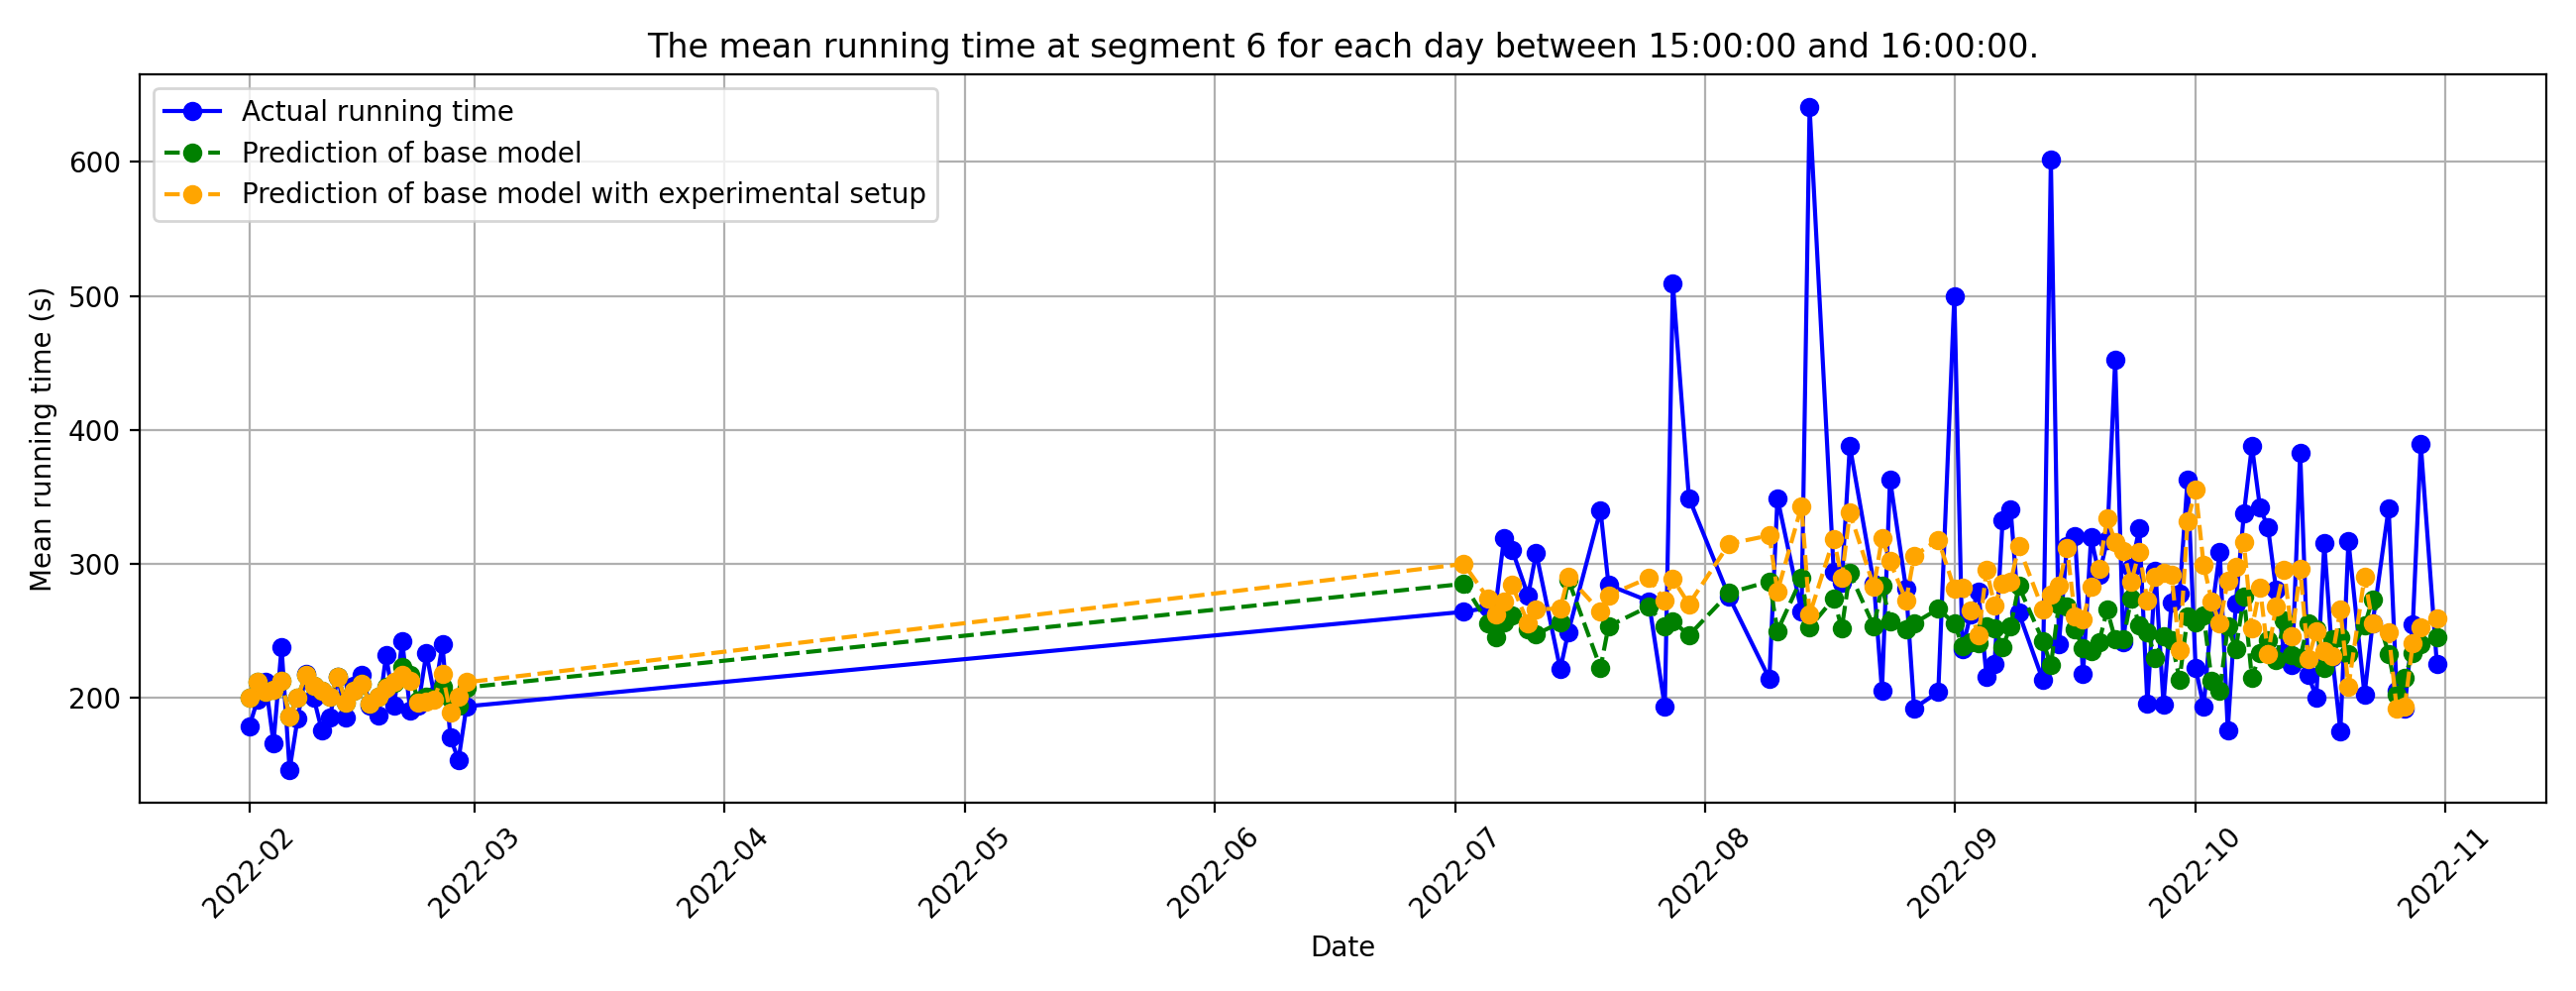 The mean running time at segment 6 for each day between 15:00:00 and 16:00:00.
Actual running time
Prediction of base model
Prediction of base model with experimental setup
Mean running time (s)
600
500
400
300
200
2022-02
2022-03
2022-04
2022-05
2022-06
2022-07
2022-08
2022-09
2022-10
2022-11
Date